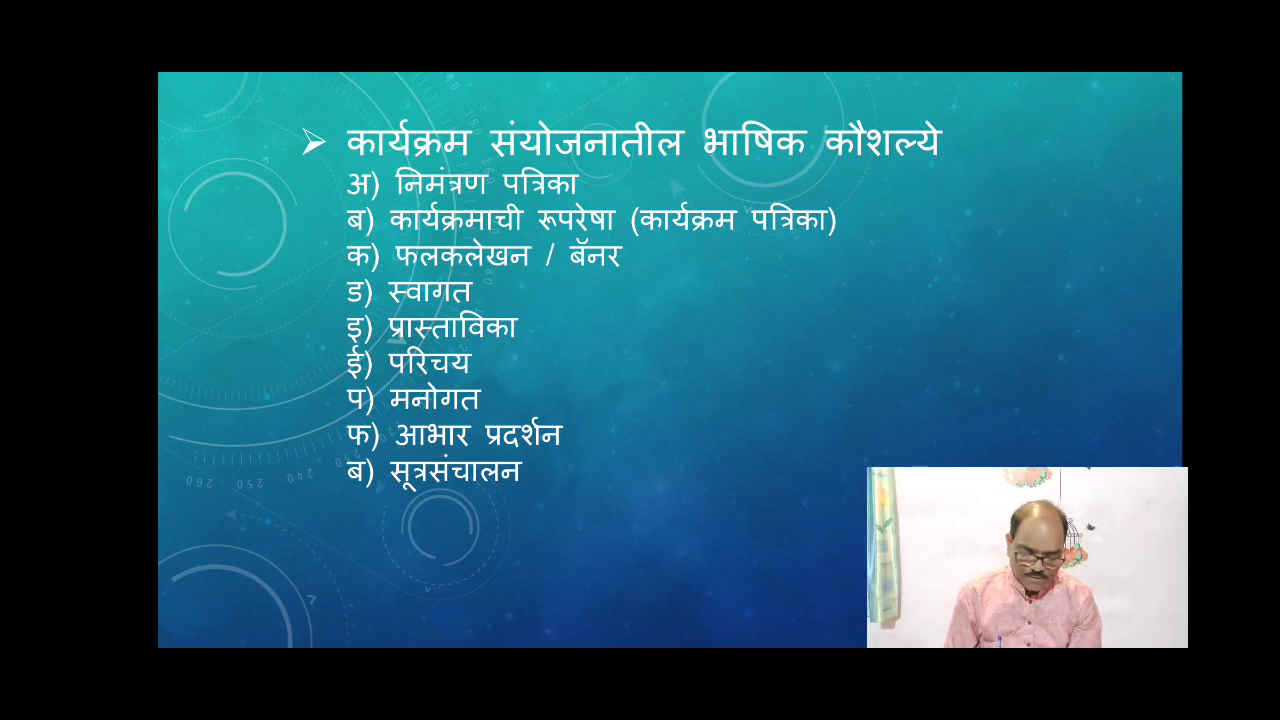 ➢ कार्यक्रम संयोजनातील भाषिक कौशल्ये
अ) निमंत्रण पत्रिका
ब) कार्यक्रमाची रूपरेषा (कार्यक्रम पत्रिका)
क) फलकलेखन / बॅनर
ड) स्वागत
इ) प्रास्ताविका
ई) परिचय
प) मनोगत
फ) आभार प्रदर्शन
ब) सूत्रसंचालन